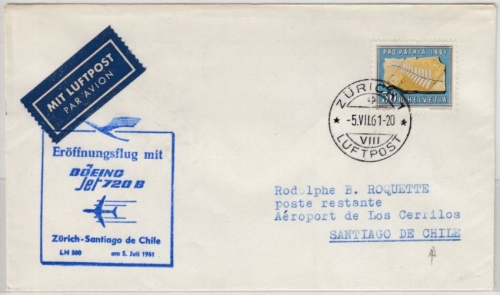 MIT LUFTPOST
PAR AVION
PRO PATRIA 1961
HELVETIA
ZÜRICH
-5.VII.61-20
VIII
LUFTPOST
Eröffnungsflug mit
BOEING
Jet 720 B
Zürich-Santiago de Chile
LH 500 am 5. Juli 1961
Rodolphe B. ROQUETTE
poste restante
Aéroport de Los Cerrilos
SANTIAGO DE CHILE